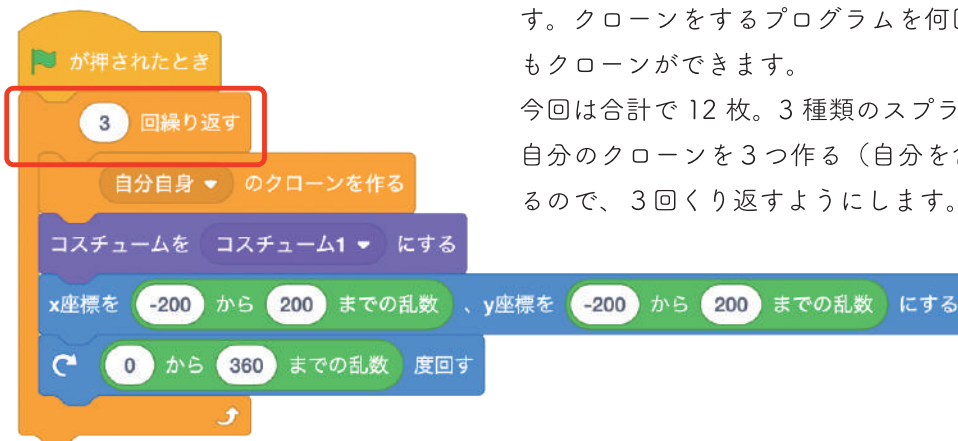 が押されたとき
3 回繰り返す
自分自身 のクローンを作る
コスチュームを コスチューム1 にする
x座標を -200 から 200 までの乱数 、y座標を -200 から 200 までの乱数 にする
0 から 360 までの乱数 度回す
す。クローンをするプログラムを何
もクローンができます。
今回は合計で 12 枚。3 種類のスプラ
自分のクローンを3つ作る（自分を
るので、3回くり返すようにします。